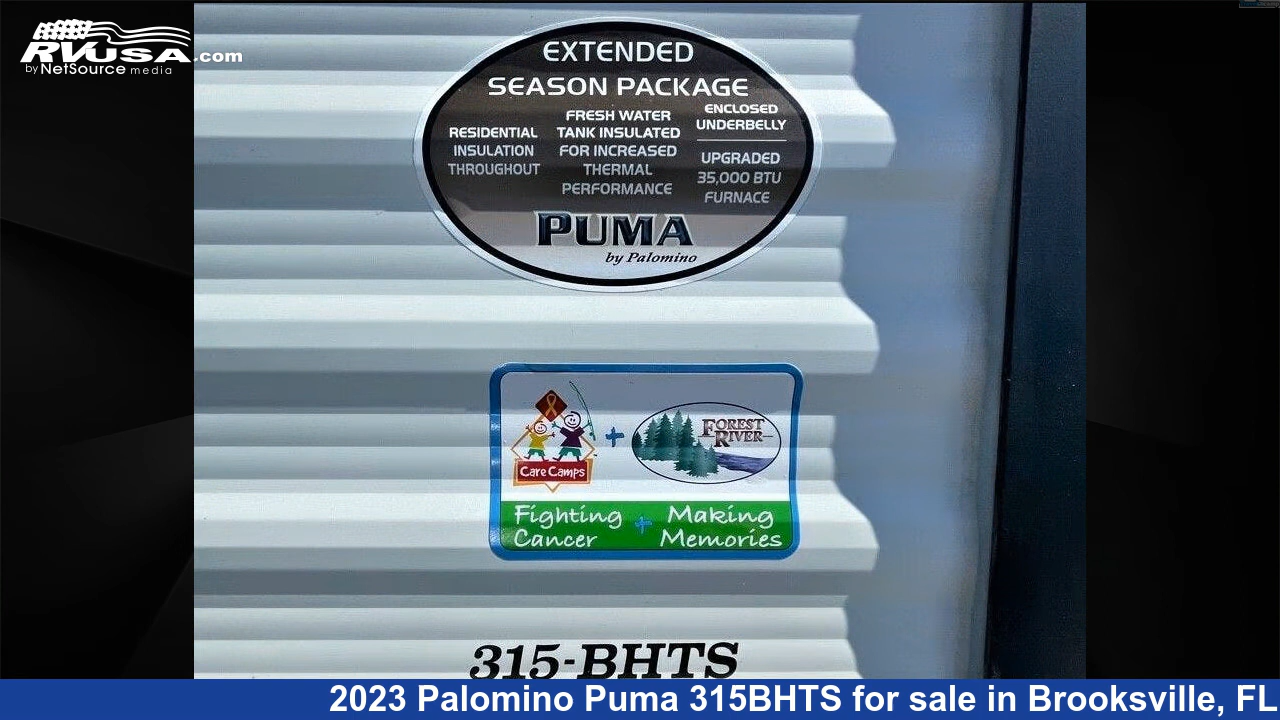 RVUSA.com
by NetSource media
EXTENDED
SEASON PACKAGE
RESIDENTIAL
INSULATION
THROUGHOUT
FRESH WATER
TANK INSULATED
FOR INCREASED
THERMAL
PERFORMANCE
ENCLOSED
UNDERBELLY
UPGRADED
35,000 BTU
FURNACE
PUMA
by Palomino
Care Camps
+
FOREST
RIVER
Fighting
Cancer
+
Making
Memories
315-BHTS
2023 Palomino Puma 315BHTS for sale in Brooksville, FL